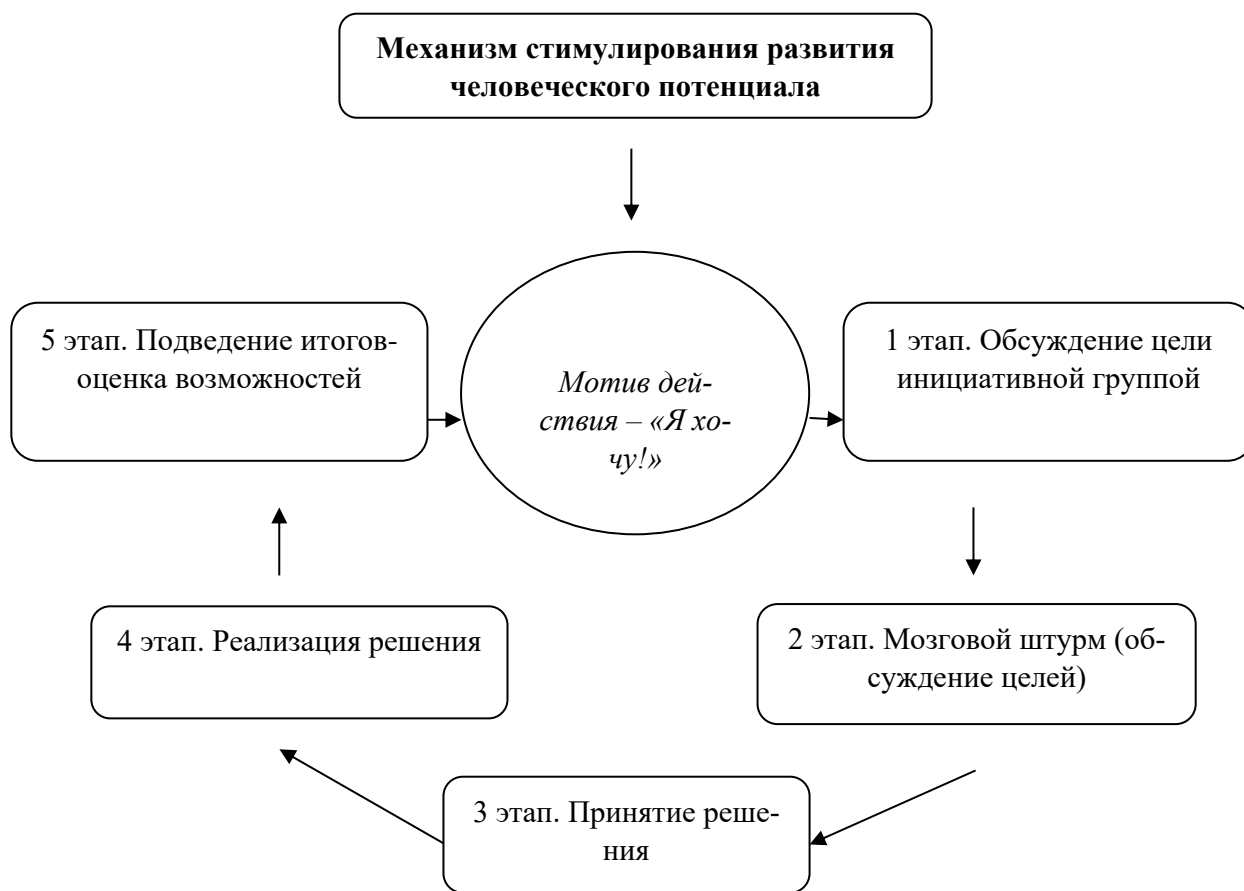 Механизм стимулирования развития
человеческого потенциала
5 этап. Подведение итогов-
оценка возможностей
Мотив дей-
ствия – «Я хо-
чу!»
1 этап. Обсуждение цели
инициативной группой
4 этап. Реализация решения
2 этап. Мозговой штурм (об-
суждение целей)
3 этап. Принятие реше-
ния